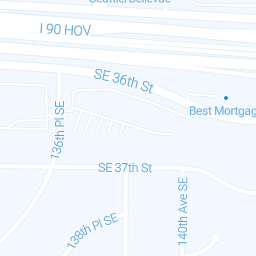 Seattle/Bellevue
I 90 HOV
SE 36th St
Best Mortgag
136th Pl SE
SE 37th St
140th Ave SE
138th Pl SE